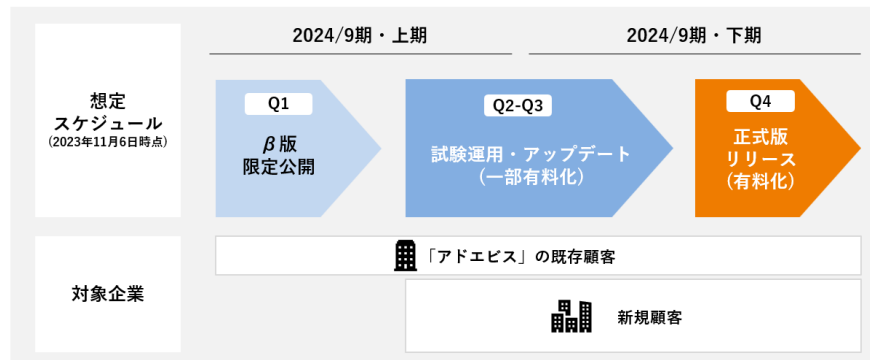 2024/9期・上期
2024/9期・下期
想定
スケジュール
(2023年11月6日時点)
Q1
β版
限定公開
Q2-Q3
試験運用・アップデート
(一部有料化)
Q4
正式版
リリース
(有料化)
対象企業
「アドエビス」の既存顧客
新規顧客